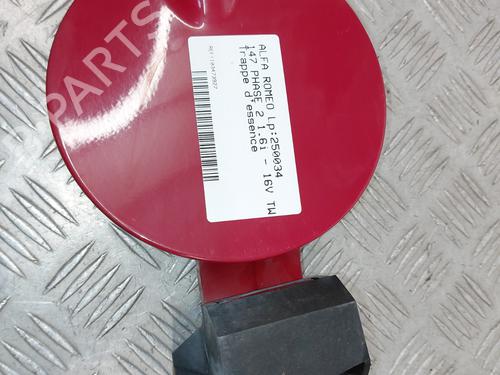 ALFA ROMEO Lp:250034
147 PHASE 2 1.6i - 16V TW
Trappe d'essence
PARTS